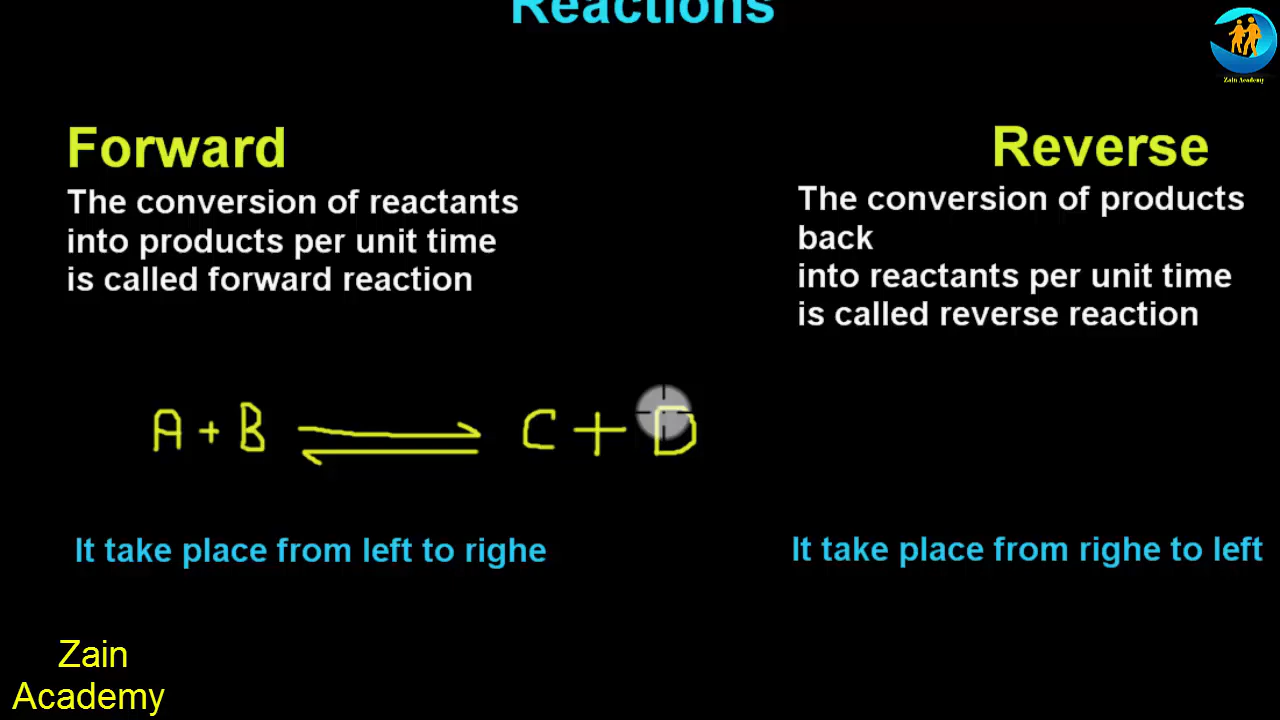 Reactions
Zain Academy
Forward
The conversion of reactants
into products per unit time
is called forward reaction
Reverse
The conversion of products
back
into reactants per unit time
is called reverse reaction
A + B ⇌ C + D
It take place from left to righe
It take place from righe to left
Zain
Academy